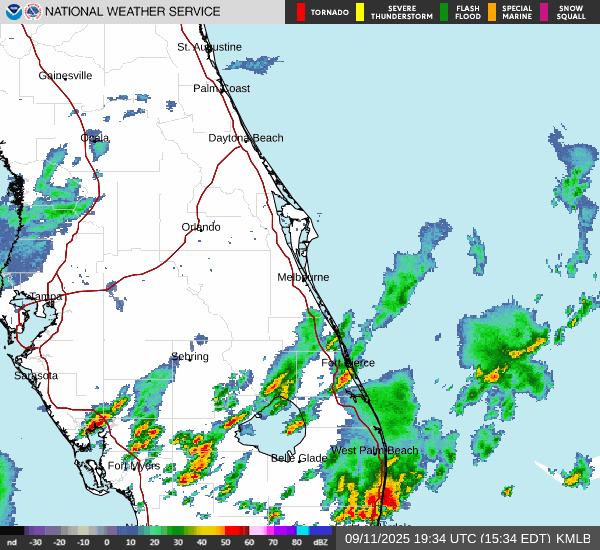 NATIONAL WEATHER SERVICE
TORNADO
SEVERE
THUNDERSTORM
FLASH
FLOOD
SPECIAL
MARINE
SNOW
SQUALL
St. Augustine
Gainesville
Palm Coast
Ocala
Daytona Beach
Orlando
Melbourne
Tampa
Sebring
Fort Pierce
Sarasota
West Palm Beach
Belle Glade
Fort Myers
nd -30 -20 -10 0 10 20 30 40 50 60 70 80 dBZ
09/11/2025 19:34 UTC (15:34 EDT) KMLB